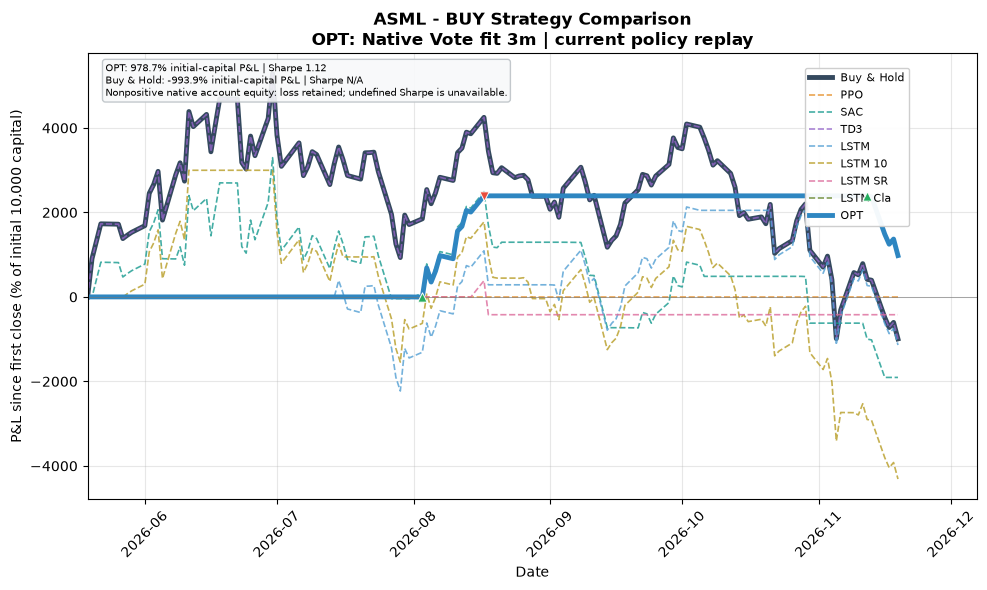 ASML - BUY Strategy Comparison
OPT: Native Vote fit 3m | current policy replay
OPT: 978.7% initial-capital P&L | Sharpe 1.12
Buy & Hold: -993.9% initial-capital P&L | Sharpe N/A
Nonpositive native account equity: loss retained; undefined Sharpe is unavailable.
Buy & Hold
PPO
SAC
TD3
LSTM
LSTM 10
LSTM SR
LSTM Cla
OPT
P&L since first close (% of initial 10,000 capital)
4000
2000
0
−2000
−4000
2026-06
2026-07
2026-08
2026-09
2026-10
2026-11
2026-12
Date